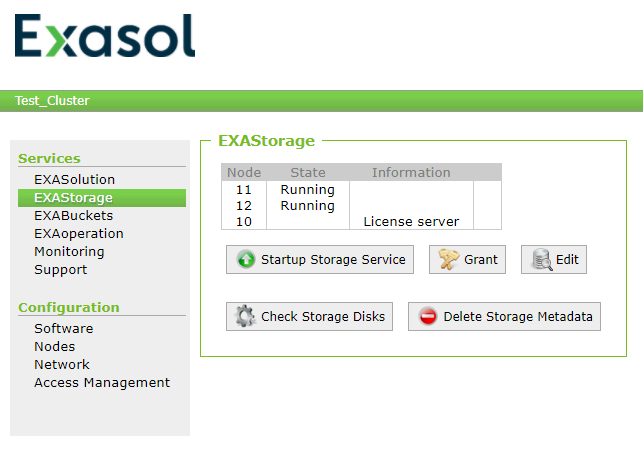 Exasol
Test_Cluster
Services
EXASolution
EXAStorage
EXABuckets
EXAoperation
Monitoring
Support
Configuration
Software
Nodes
Network
Access Management
EXAStorage
Node State Information
11 Running
12 Running
10 License server
Startup Storage Service Grant Edit
Check Storage Disks Delete Storage Metadata